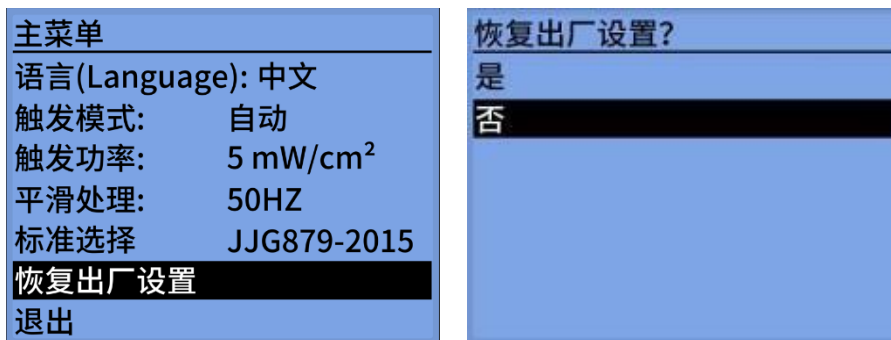 主菜单
语言(Language): 中文
触发模式: 自动
触发功率: 5 mW/cm²
平滑处理: 50HZ
标准选择 JJG879-2015
恢复出厂设置
退出
恢复出厂设置?
是
否